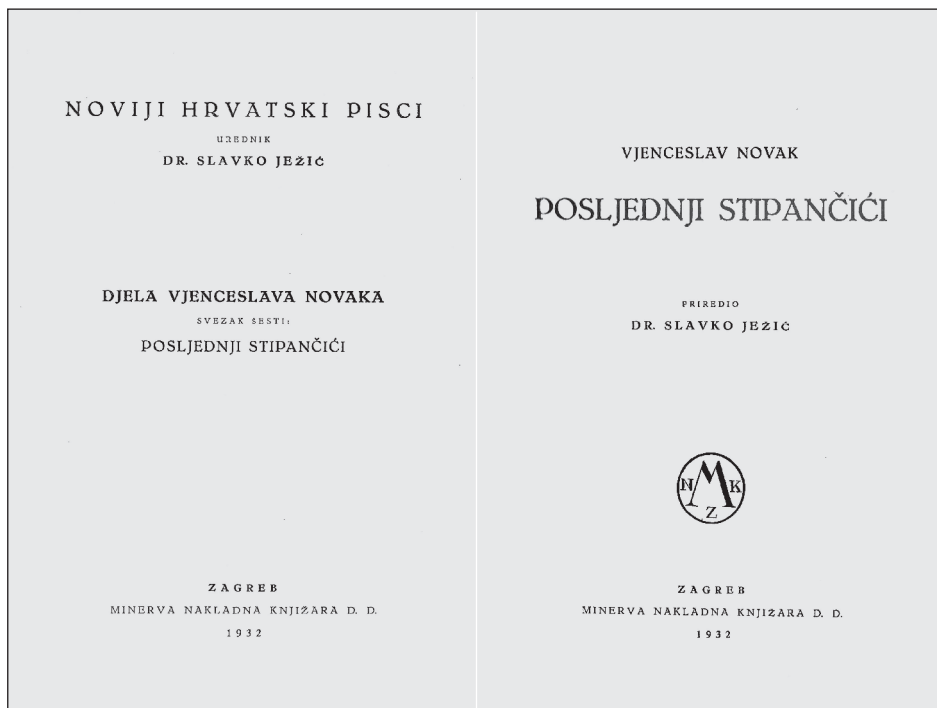 NOVIJI HRVATSKI PISCI
UREDNIK
DR. SLAVKO JEŽIĆ
DJELA VJENCESLAVA NOVAKA
SVEZAK ŠESTI:
POSLJEDNJI STIPANČIĆI
ZAGREB
MINERVA NAKLADNA KNJIŽARA D. D.
1932
VJENCESLAV NOVAK
POSLJEDNJI STIPANČIĆI
PRIREDIO
DR. SLAVKO JEŽIĆ
N M K
Z
ZAGREB
MINERVA NAKLADNA KNJIŽARA D. D.
1932